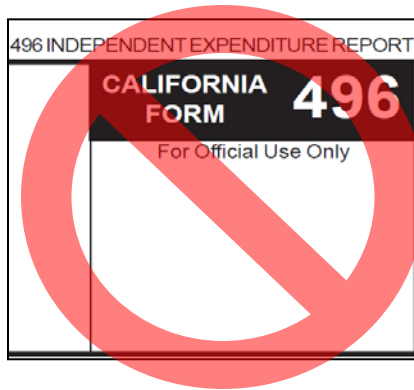 496 INDEPENDENT EXPENDITURE REPORT
CALIFORNIA
FORM
496
For Official Use Only